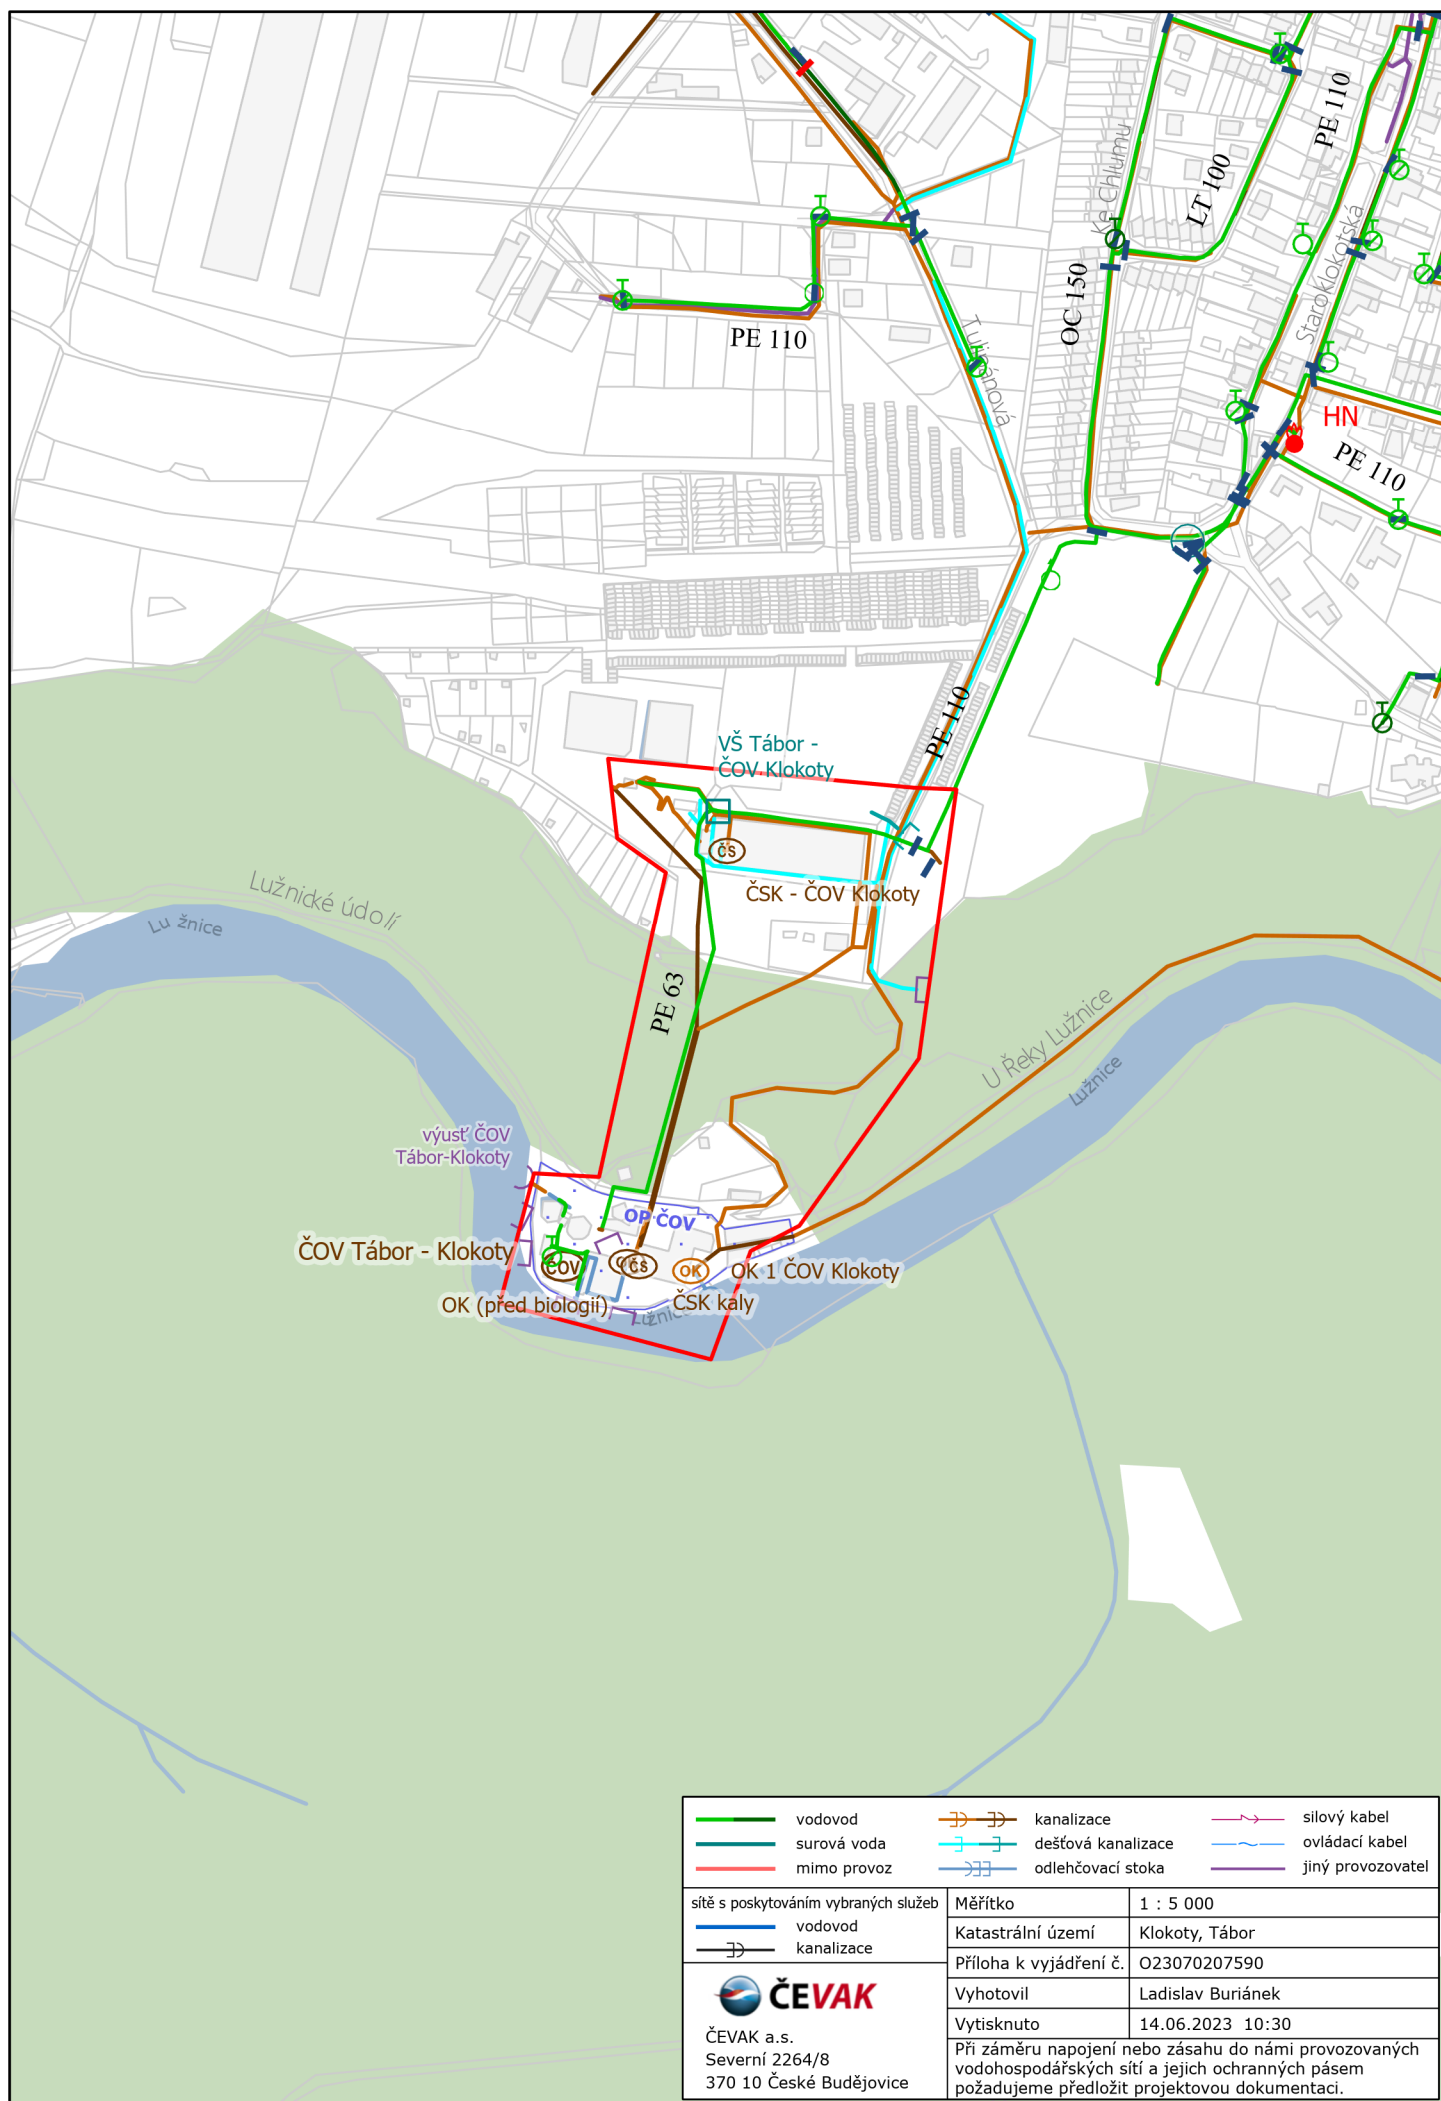 PE 110
Ke Chlumu
LT 100
Staroklokotská
OC 150
PE 110
Tulipánová
HN
PE 110
PE 110
VŠ Tábor -
ČOV Klokoty
ČS
ČSK - ČOV Klokoty
Lužnické údolí
Lu žnice
PE 63
U Řeky Lužnice
Lužnice
výusť ČOV
Tábor-Klokoty
OP ČOV
ČOV Tábor - Klokoty
ČOV
ČS
OK
OK 1 ČOV Klokoty
OK (před biologií)
ČSK kaly
Lužnice
vodovod
surová voda
mimo provoz
kanalizace
dešťová kanalizace
odlehčovací stoka
silový kabel
ovládací kabel
jiný provozovatel
sítě s poskytováním vybraných služeb
vodovod
kanalizace
ČEVAK
ČEVAK a.s.
Severní 2264/8
370 10 České Budějovice
Měřítko 1 : 5 000
Katastrální území Klokoty, Tábor
Příloha k vyjádření č. O23070207590
Vyhotovil Ladislav Buriánek
Vytisknuto 14.06.2023 10:30
Při záměru napojení nebo zásahu do námi provozovaných
vodohospodářských sítí a jejich ochranných pásem
požadujeme předložit projektovou dokumentaci.